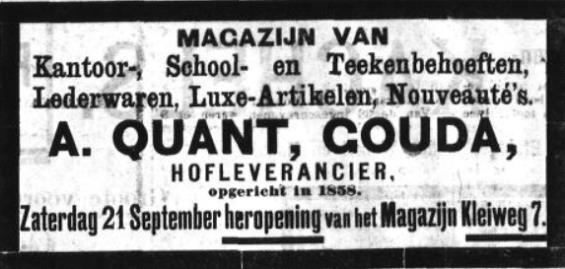 MAGAZIJN VAN
Kantoor-, School- en Teekenbehoeften,
Lederwaren, Luxe-Artikelen, Nouveauté's.
A. QUANT, GOUDA,
HOFLEVERANCIER,
opgericht in 1858.
Zaterdag 21 September heropening van het Magazijn Kleiweg 7.